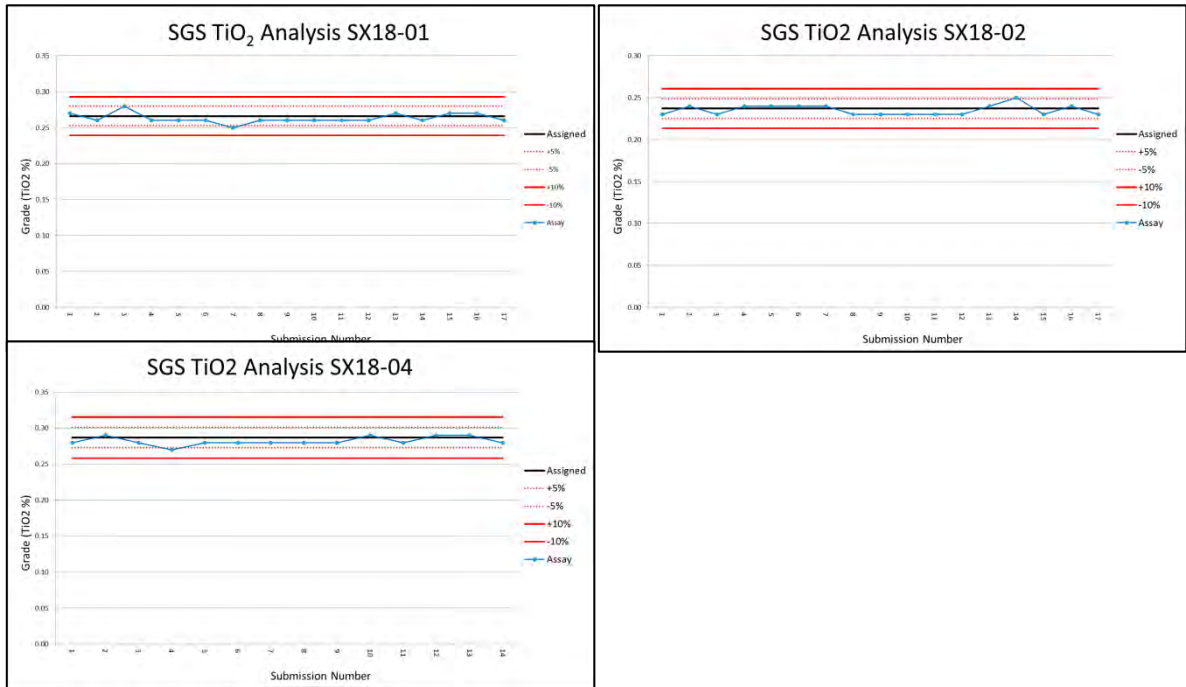 SGS TiO₂ Analysis SX18-01
0.35
0.30
0.25
0.20
0.15
0.10
0.05
0.00
Grade (TiO2 %)
1 2 3 4 5 6 7 8 9 10 11 12 13 14 15 16 17
Submission Number
Assigned
+5%
-5%
+10%
-10%
Assay
SGS TiO2 Analysis SX18-02
0.30
0.25
0.20
0.15
0.10
0.05
0.00
Grade (TiO2 %)
1 2 3 4 5 6 7 8 9 10 11 12 13 14 15 16 17
Submission Number
Assigned
+5%
-5%
+10%
-10%
Assay
SGS TiO2 Analysis SX18-04
0.35
0.30
0.25
0.20
0.15
0.10
0.05
0.00
Grade (TiO2 %)
1 2 3 4 5 6 7 8 9 10 11 12 13 14
Submission Number
Assigned
+5%
-5%
+10%
-10%
Assay